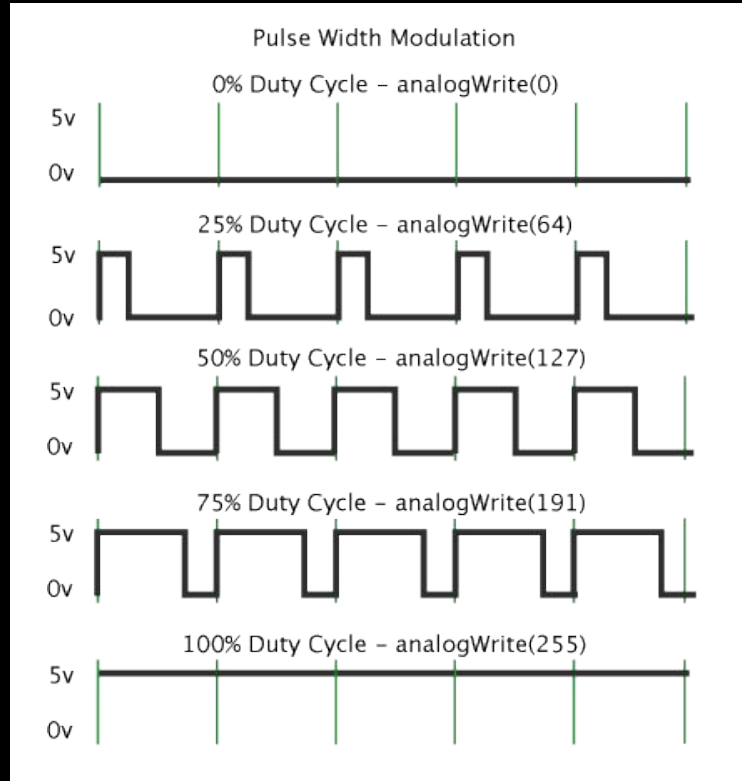 Pulse Width Modulation
0% Duty Cycle – analogWrite(0)
5v
0v
25% Duty Cycle – analogWrite(64)
5v
0v
50% Duty Cycle – analogWrite(127)
5v
0v
75% Duty Cycle – analogWrite(191)
5v
0v
100% Duty Cycle – analogWrite(255)
5v
0v